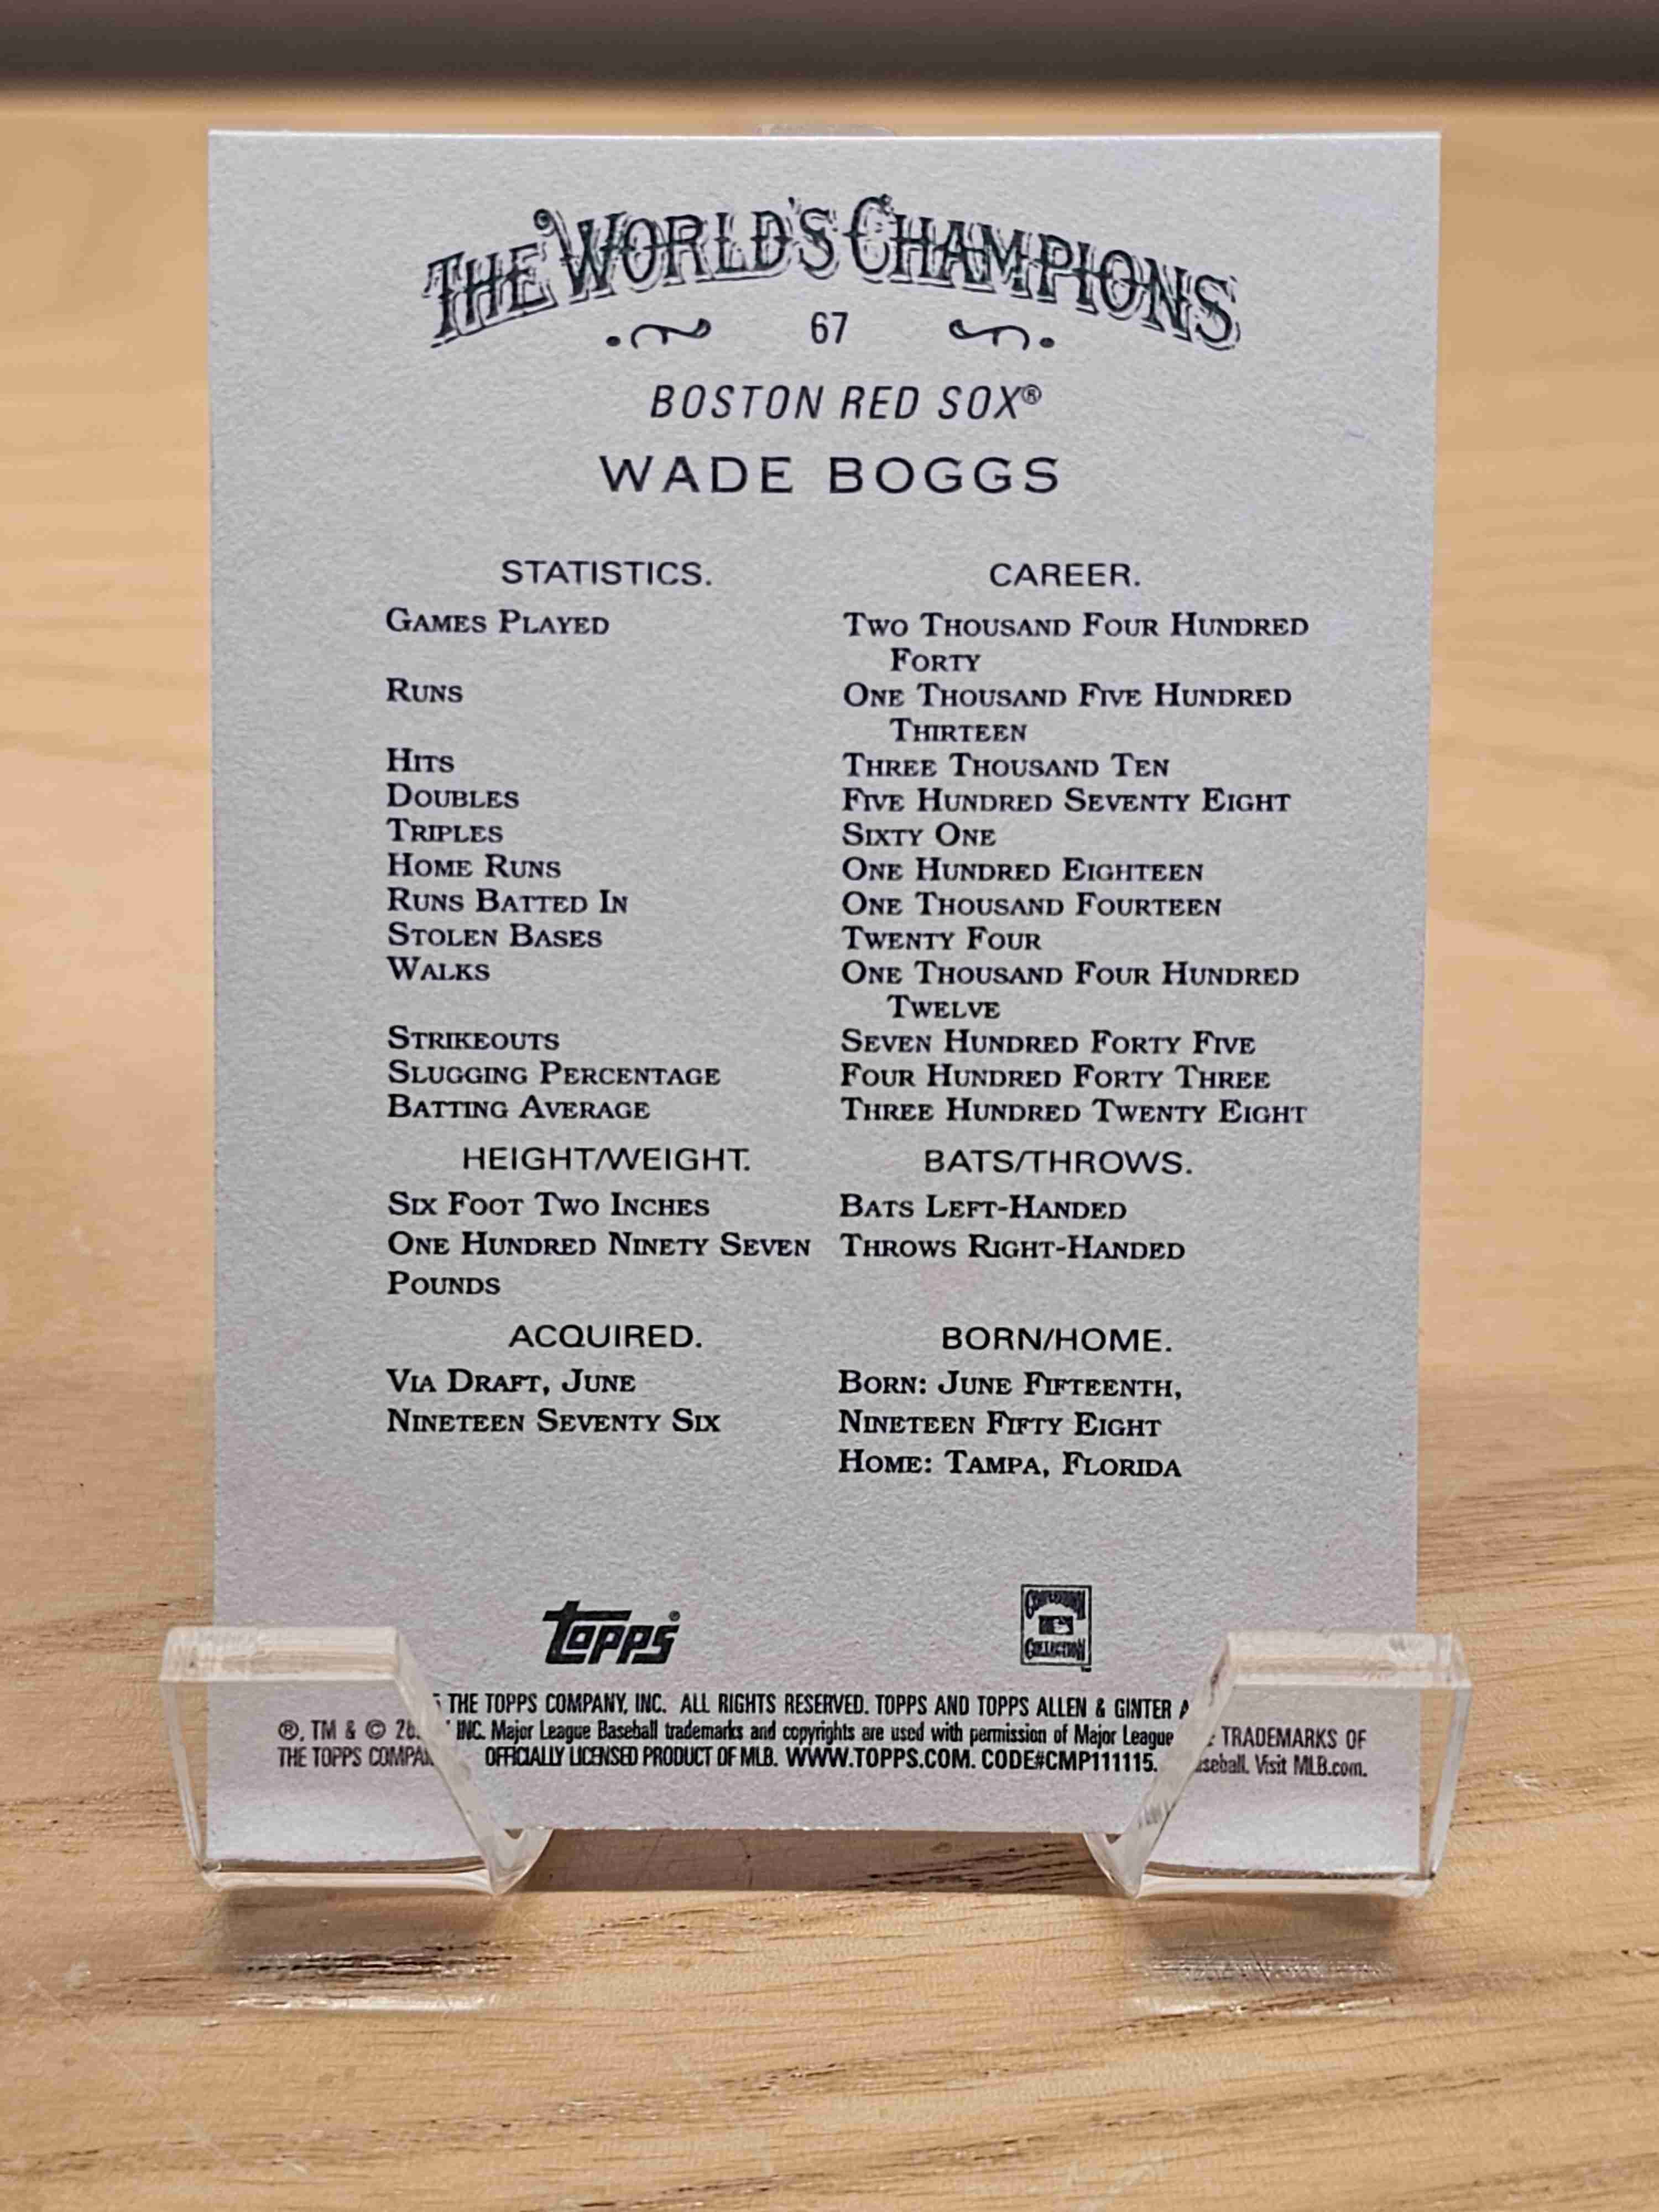 THE WORLD'S CHAMPIONS
67
BOSTON RED SOX®
WADE BOGGS
STATISTICS. CAREER.
GAMES PLAYED TWO THOUSAND FOUR HUNDRED
FORTY
RUNS ONE THOUSAND FIVE HUNDRED
THIRTEEN
HITS THREE THOUSAND TEN
DOUBLES FIVE HUNDRED SEVENTY EIGHT
TRIPLES SIXTY ONE
HOME RUNS ONE HUNDRED EIGHTEEN
RUNS BATTED IN ONE THOUSAND FOURTEEN
STOLEN BASES TWENTY FOUR
WALKS ONE THOUSAND FOUR HUNDRED
TWELVE
STRIKEOUTS SEVEN HUNDRED FORTY FIVE
SLUGGING PERCENTAGE FOUR HUNDRED FORTY THREE
BATTING AVERAGE THREE HUNDRED TWENTY EIGHT
HEIGHT/WEIGHT. BATS/THROWS.
SIX FOOT TWO INCHES BATS LEFT-HANDED
ONE HUNDRED NINETY SEVEN THROWS RIGHT-HANDED
POUNDS
ACQUIRED. BORN/HOME.
VIA DRAFT, JUNE BORN: JUNE FIFTEENTH,
NINETEEN SEVENTY SIX NINETEEN FIFTY EIGHT
HOME: TAMPA, FLORIDA
topps® COOPERSTOWN COLLECTION
®, TM & © THE TOPPS COMPANY, INC. ALL RIGHTS RESERVED. TOPPS AND TOPPS ALLEN & GINTER TRADEMARKS OF
THE TOPPS INC. Major League Baseball trademarks and copyrights are used with permission of Major League Visit MLB.com.
OFFICIALLY LICENSED PRODUCT OF MLB. WWW.TOPPS.COM. CODE#CMP111115.